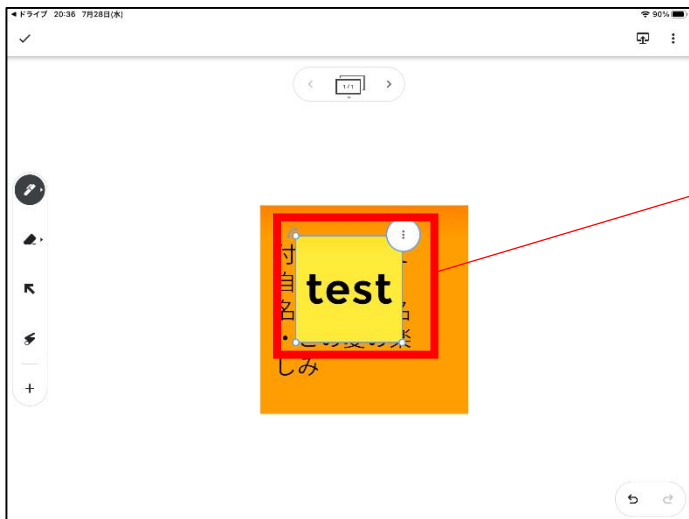 ドライブ 20:36 7月28日(水) 90%
1/1
付
自
test
名 名
・この夏の楽
しみ